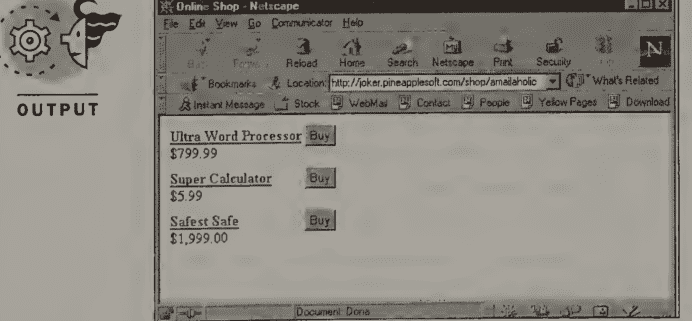 OUTPUT
Online Shop - Netscape
File Edit View Go Communicator Help
Reload Home Search Netscape Print Security
N
Bookmarks Location: http://joker.pineapplesoft.com/shop/amailaholic What's Related
Instant Message Stock WebMail Contact People Yellow Pages Download
Ultra Word Processor Buy
$799.99
Super Calculator Buy
$5.99
Safest Safe Buy
$1,999.00
Document: Done